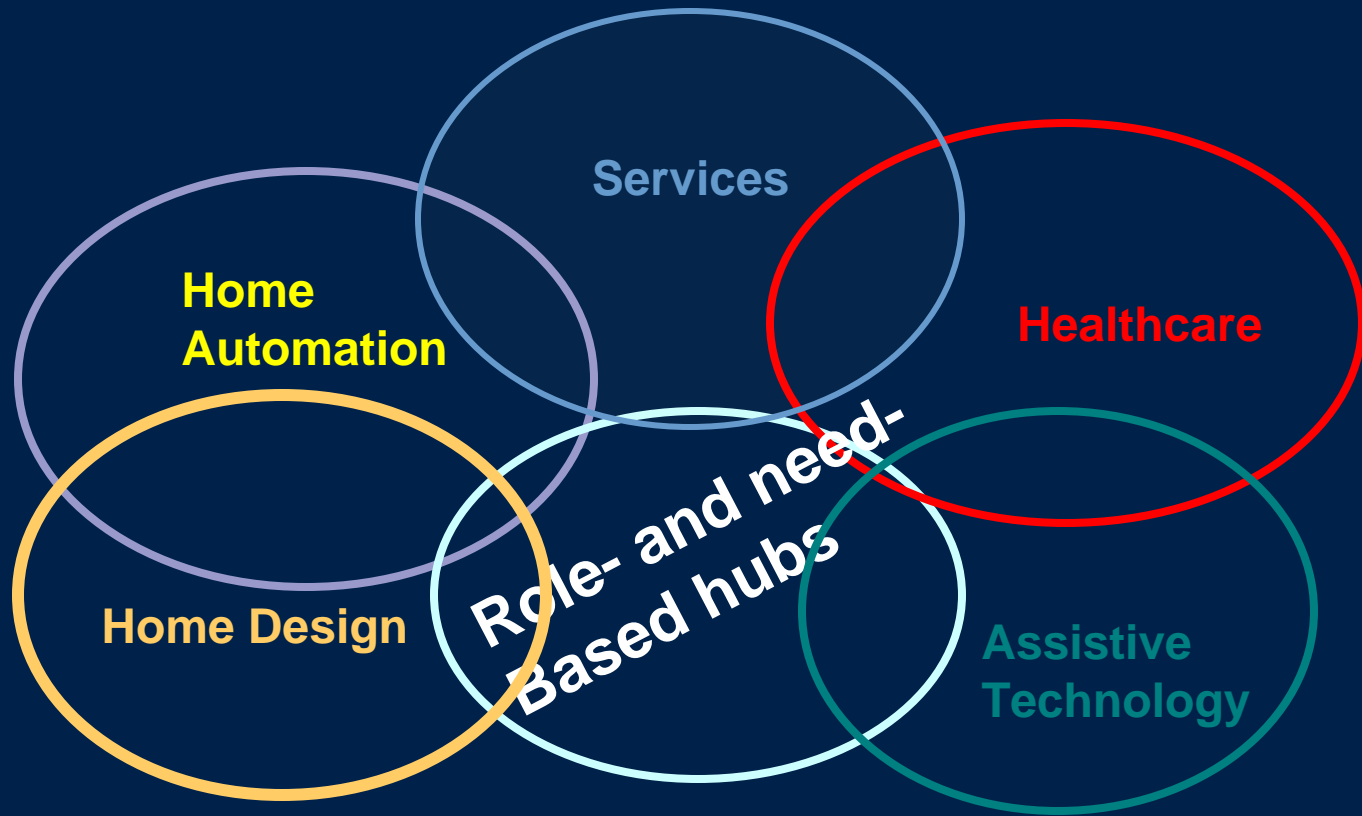 Services
Home
Automation
Healthcare
Role- and need-
Based hubs
Home Design
Assistive
Technology